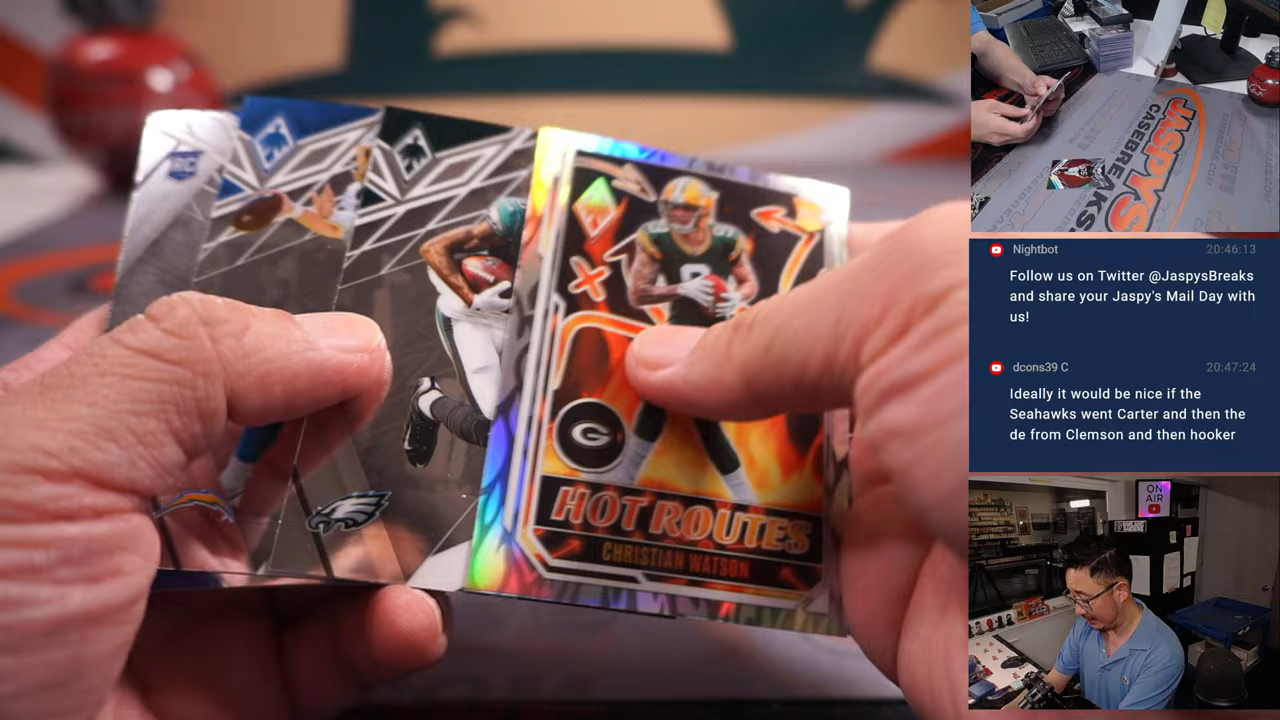 RC
G
HOT ROUTES
CHRISTIAN WATSON
JASPYS
CASEBREAKS
Nightbot 20:46:13
Follow us on Twitter @JaspysBreaks
and share your Jaspy's Mail Day with
us!
dcons39 C 20:47:24
Ideally it would be nice if the
Seahawks went Carter and then the
de from Clemson and then hooker
ON
AIR